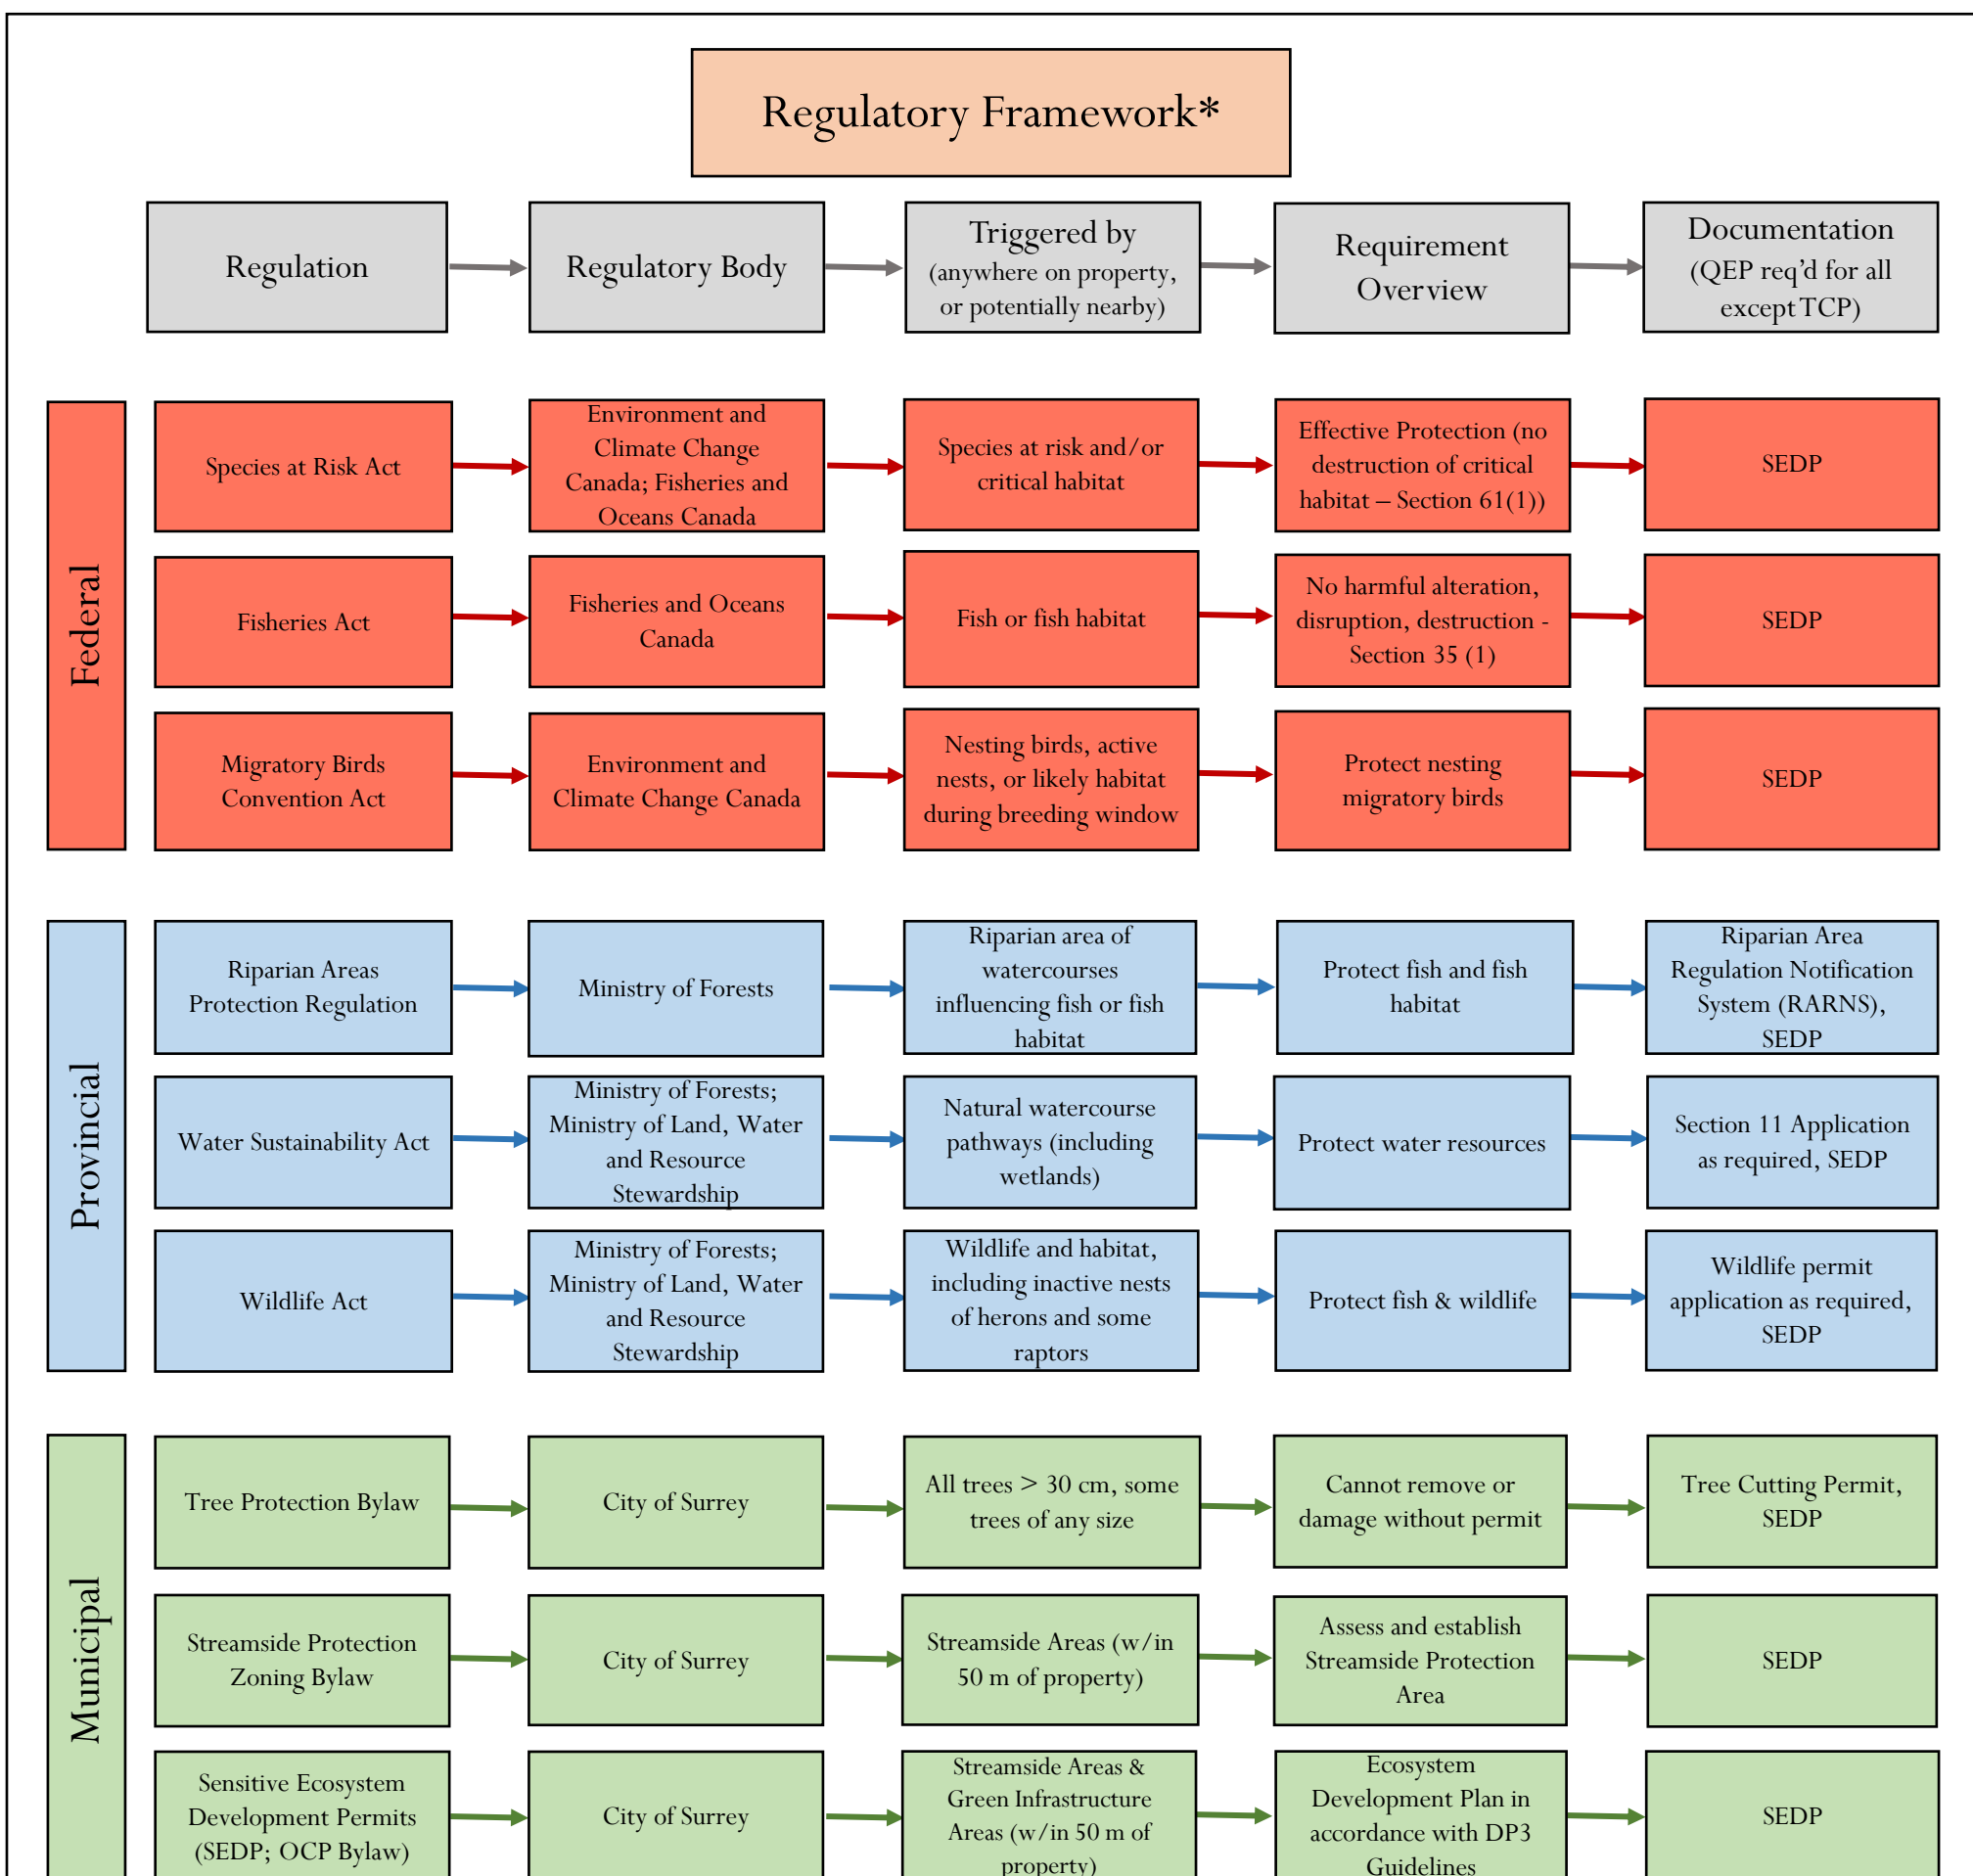 Regulatory Framework*
Regulation
Regulatory Body
Triggered by
(anywhere on property,
or potentially nearby)
Requirement
Overview
Documentation
(QEP req’d for all
except TCP)
Federal
Species at Risk Act
Environment and
Climate Change
Canada; Fisheries and
Oceans Canada
Species at risk and/or
critical habitat
Effective Protection (no
destruction of critical
habitat – Section 61(1))
SEDP
Fisheries Act
Fisheries and Oceans
Canada
Fish or fish habitat
No harmful alteration,
disruption, destruction -
Section 35 (1)
SEDP
Migratory Birds
Convention Act
Environment and
Climate Change Canada
Nesting birds, active
nests, or likely habitat
during breeding window
Protect nesting
migratory birds
SEDP
Provincial
Riparian Areas
Protection Regulation
Ministry of Forests
Riparian area of
watercourses
influencing fish or fish
habitat
Protect fish and fish
habitat
Riparian Area
Regulation Notification
System (RARNS),
SEDP
Water Sustainability Act
Ministry of Forests;
Ministry of Land, Water
and Resource
Stewardship
Natural watercourse
pathways (including
wetlands)
Protect water resources
Section 11 Application
as required, SEDP
Wildlife Act
Ministry of Forests;
Ministry of Land, Water
and Resource
Stewardship
Wildlife and habitat,
including inactive nests
of herons and some
raptors
Protect fish & wildlife
Wildlife permit
application as required,
SEDP
Municipal
Tree Protection Bylaw
City of Surrey
All trees > 30 cm, some
trees of any size
Cannot remove or
damage without permit
Tree Cutting Permit,
SEDP
Streamside Protection
Zoning Bylaw
City of Surrey
Streamside Areas (w/in
50 m of property)
Assess and establish
Streamside Protection
Area
SEDP
Sensitive Ecosystem
Development Permits
(SEDP; OCP Bylaw)
City of Surrey
Streamside Areas &
Green Infrastructure
Areas (w/in 50 m of
property)
Ecosystem
Development Plan in
accordance with DP3
Guidelines
SEDP